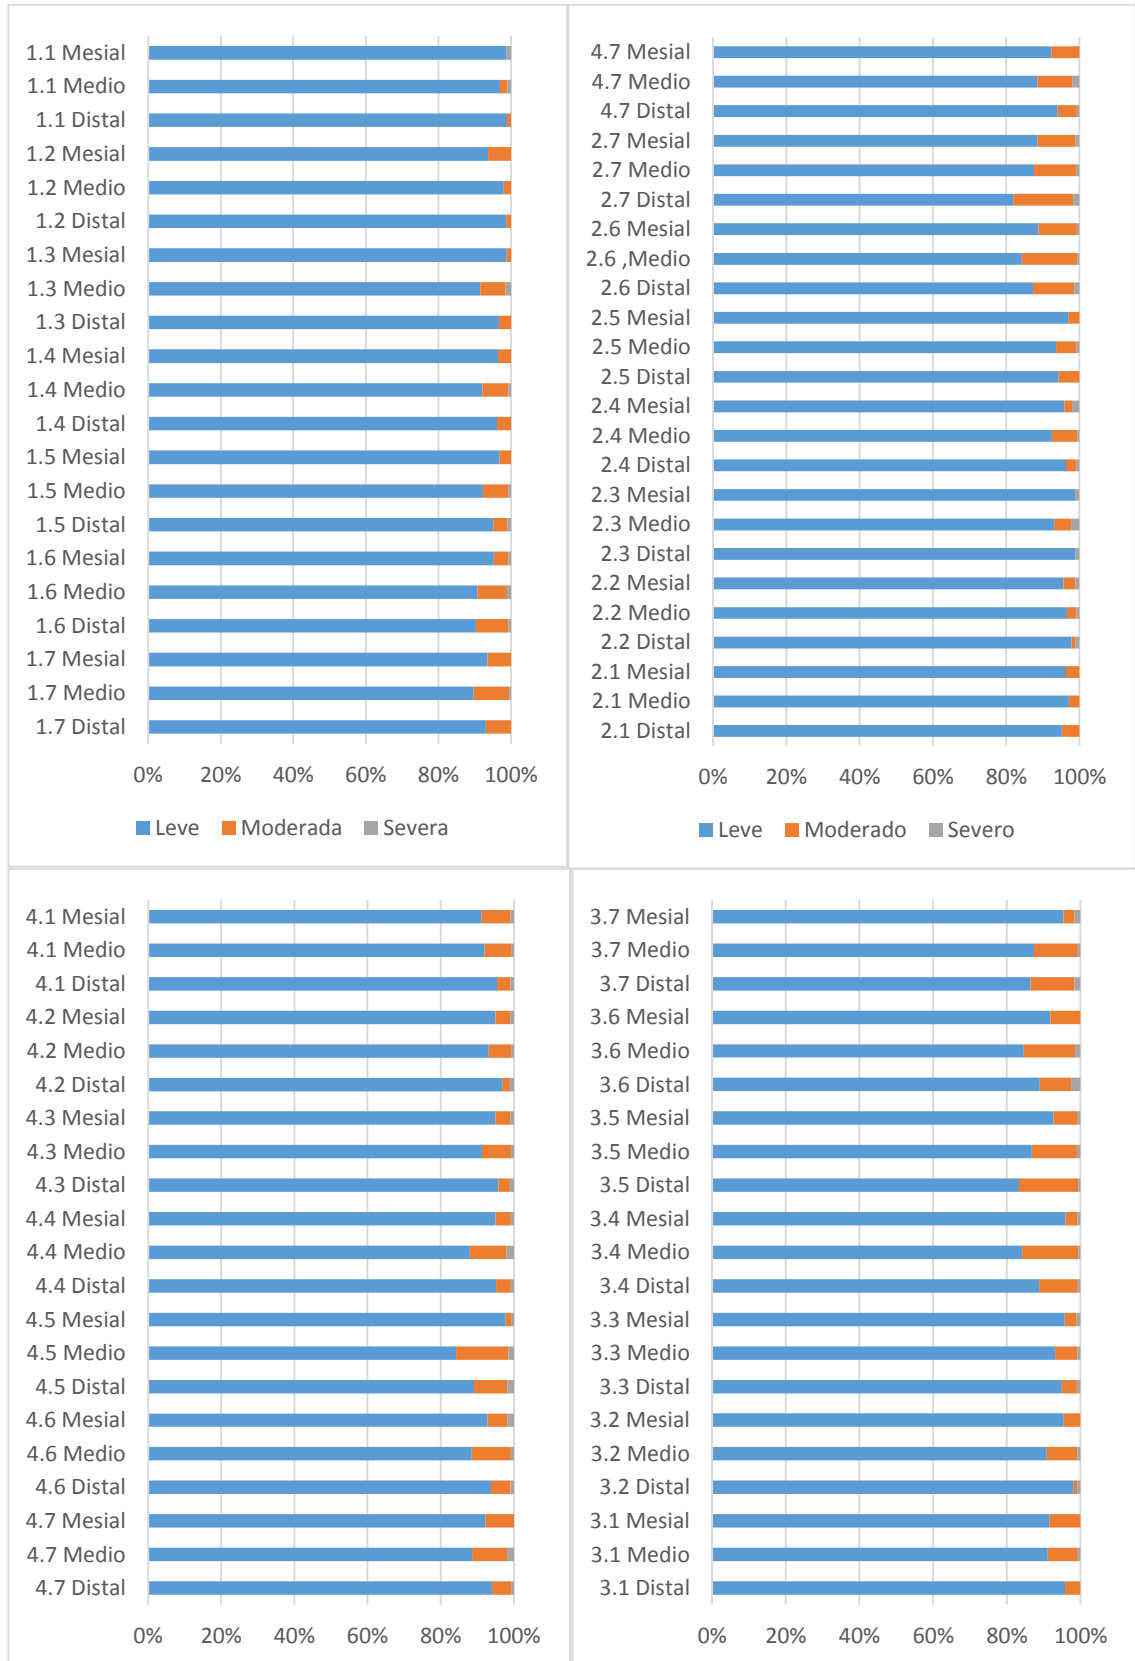 1.1 Mesial
1.1 Medio
1.1 Distal
1.2 Mesial
1.2 Medio
1.2 Distal
1.3 Mesial
1.3 Medio
1.3 Distal
1.4 Mesial
1.4 Medio
1.4 Distal
1.5 Mesial
1.5 Medio
1.5 Distal
1.6 Mesial
1.6 Medio
1.6 Distal
1.7 Mesial
1.7 Medio
1.7 Distal
0% 20% 40% 60% 80% 100%
Leve Moderada Severa
4.7 Mesial
4.7 Medio
4.7 Distal
2.7 Mesial
2.7 Medio
2.7 Distal
2.6 Mesial
2.6 ,Medio
2.6 Distal
2.5 Mesial
2.5 Medio
2.5 Distal
2.4 Mesial
2.4 Medio
2.4 Distal
2.3 Mesial
2.3 Medio
2.3 Distal
2.2 Mesial
2.2 Medio
2.2 Distal
2.1 Mesial
2.1 Medio
2.1 Distal
0% 20% 40% 60% 80% 100%
Leve Moderado Severo
4.1 Mesial
4.1 Medio
4.1 Distal
4.2 Mesial
4.2 Medio
4.2 Distal
4.3 Mesial
4.3 Medio
4.3 Distal
4.4 Mesial
4.4 Medio
4.4 Distal
4.5 Mesial
4.5 Medio
4.5 Distal
4.6 Mesial
4.6 Medio
4.6 Distal
4.7 Mesial
4.7 Medio
4.7 Distal
0% 20% 40% 60% 80% 100%
3.7 Mesial
3.7 Medio
3.7 Distal
3.6 Mesial
3.6 Medio
3.6 Distal
3.5 Mesial
3.5 Medio
3.5 Distal
3.4 Mesial
3.4 Medio
3.4 Distal
3.3 Mesial
3.3 Medio
3.3 Distal
3.2 Mesial
3.2 Medio
3.2 Distal
3.1 Mesial
3.1 Medio
3.1 Distal
0% 20% 40% 60% 80% 100%